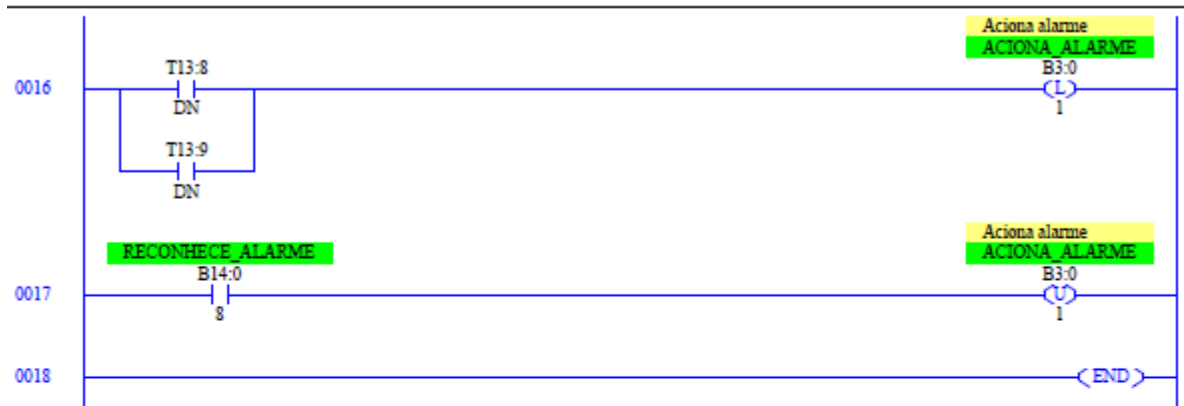 Aciona alarme
ACIONA_ALARME
T13:8
B3:0
0016
L
DN
1
T13:9
DN
Aciona alarme
RECONHECE_ALARME
ACIONA_ALARME
B14:0
B3:0
0017
U
8
1
0018
END